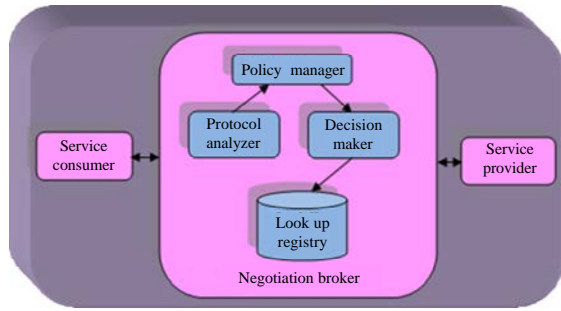 Policy manager
Protocol
analyzer
Decision
maker
Service
consumer
Service
provider
Look up
registry
Negotiation broker